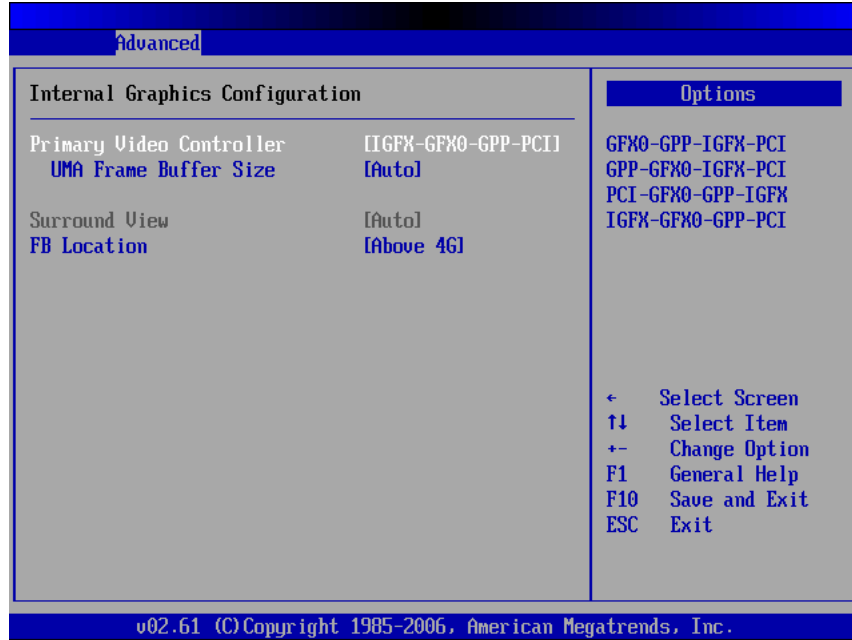 Advanced
Internal Graphics Configuration
Primary Video Controller [IGFX-GFX0-GPP-PCI]
UMA Frame Buffer Size [Auto]
Surround View [Auto]
FB Location [Above 4G]
Options
GFX0-GPP-IGFX-PCI
GPP-GFX0-IGFX-PCI
PCI-GFX0-GPP-IGFX
IGFX-GFX0-GPP-PCI
← Select Screen
↑↓ Select Item
+- Change Option
F1 General Help
F10 Save and Exit
ESC Exit
v02.61 (C)Copyright 1985-2006, American Megatrends, Inc.